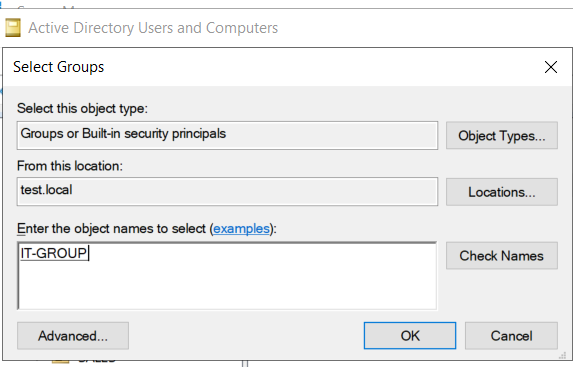 Active Directory Users and Computers
Select Groups
Select this object type:
Groups or Built-in security principals
Object Types...
From this location:
test.local
Locations...
Enter the object names to select (examples):
IT-GROUP
Check Names
Advanced...
OK
Cancel